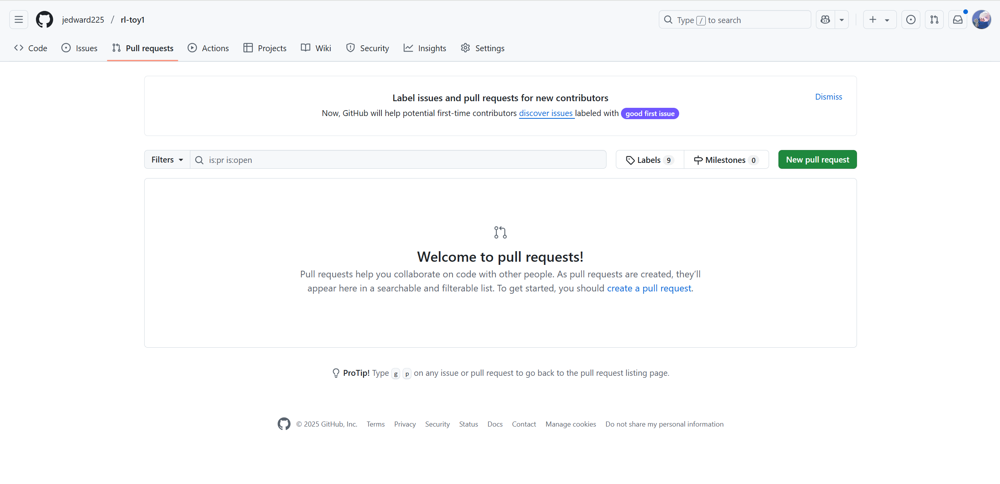 jedward225 / rl-toy1
Type / to search
Code Issues Pull requests Actions Projects Wiki Security Insights Settings
Label issues and pull requests for new contributors
Dismiss
Now, GitHub will help potential first-time contributors discover issues labeled with good first issue
Filters is:pr is:open Labels 9 Milestones 0 New pull request
Welcome to pull requests!
Pull requests help you collaborate on code with other people. As pull requests are created, they’ll
appear here in a searchable and filterable list. To get started, you should create a pull request.
ProTip! Type g p on any issue or pull request to go back to the pull request listing page.
© 2025 GitHub, Inc. Terms Privacy Security Status Docs Contact Manage cookies Do not share my personal information